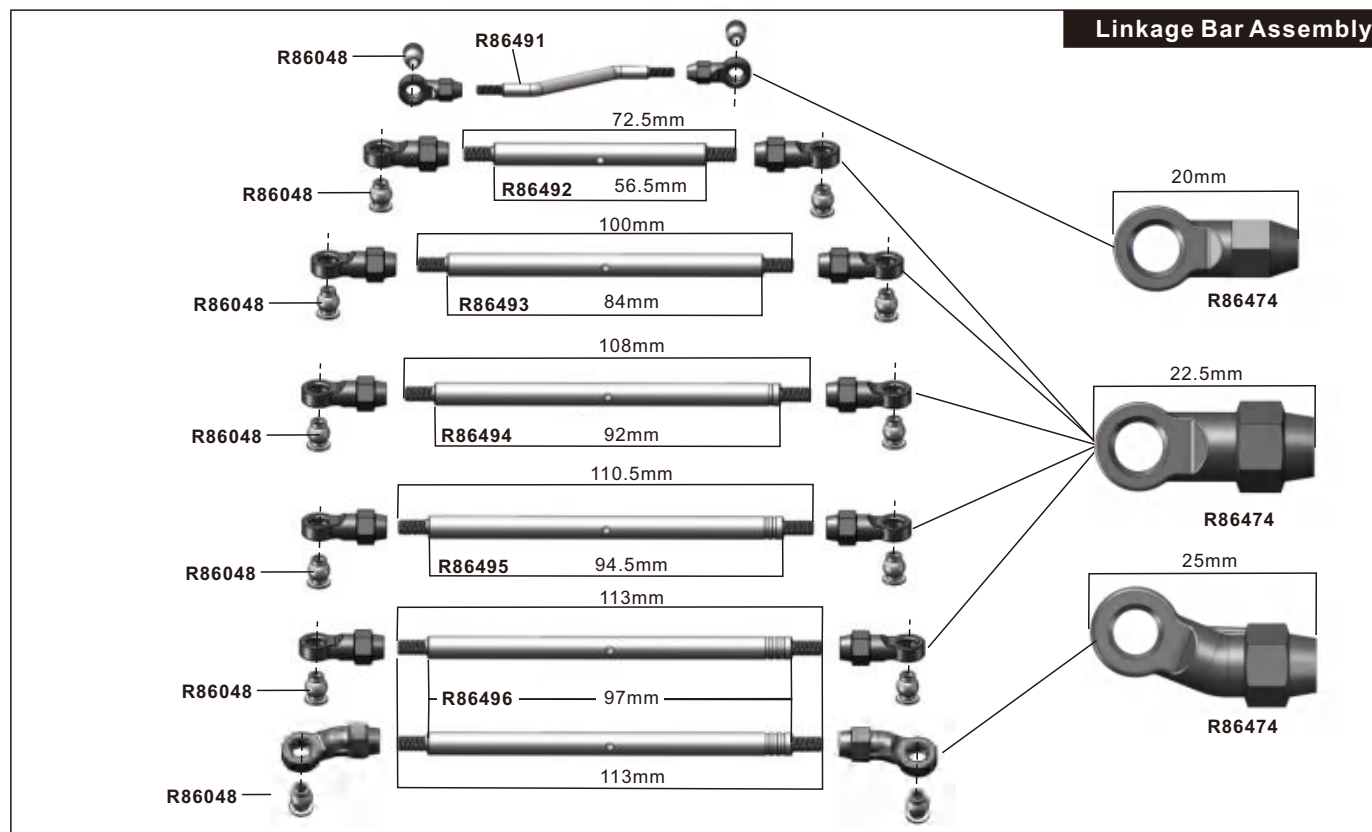 Linkage Bar Assembly
R86048
R86491
72.5mm
R86048
R86492
56.5mm
20mm
R86474
100mm
R86048
R86493
84mm
108mm
R86048
R86494
92mm
22.5mm
R86474
110.5mm
R86048
R86495
94.5mm
25mm
R86474
113mm
R86048
R86496
97mm
113mm
R86048